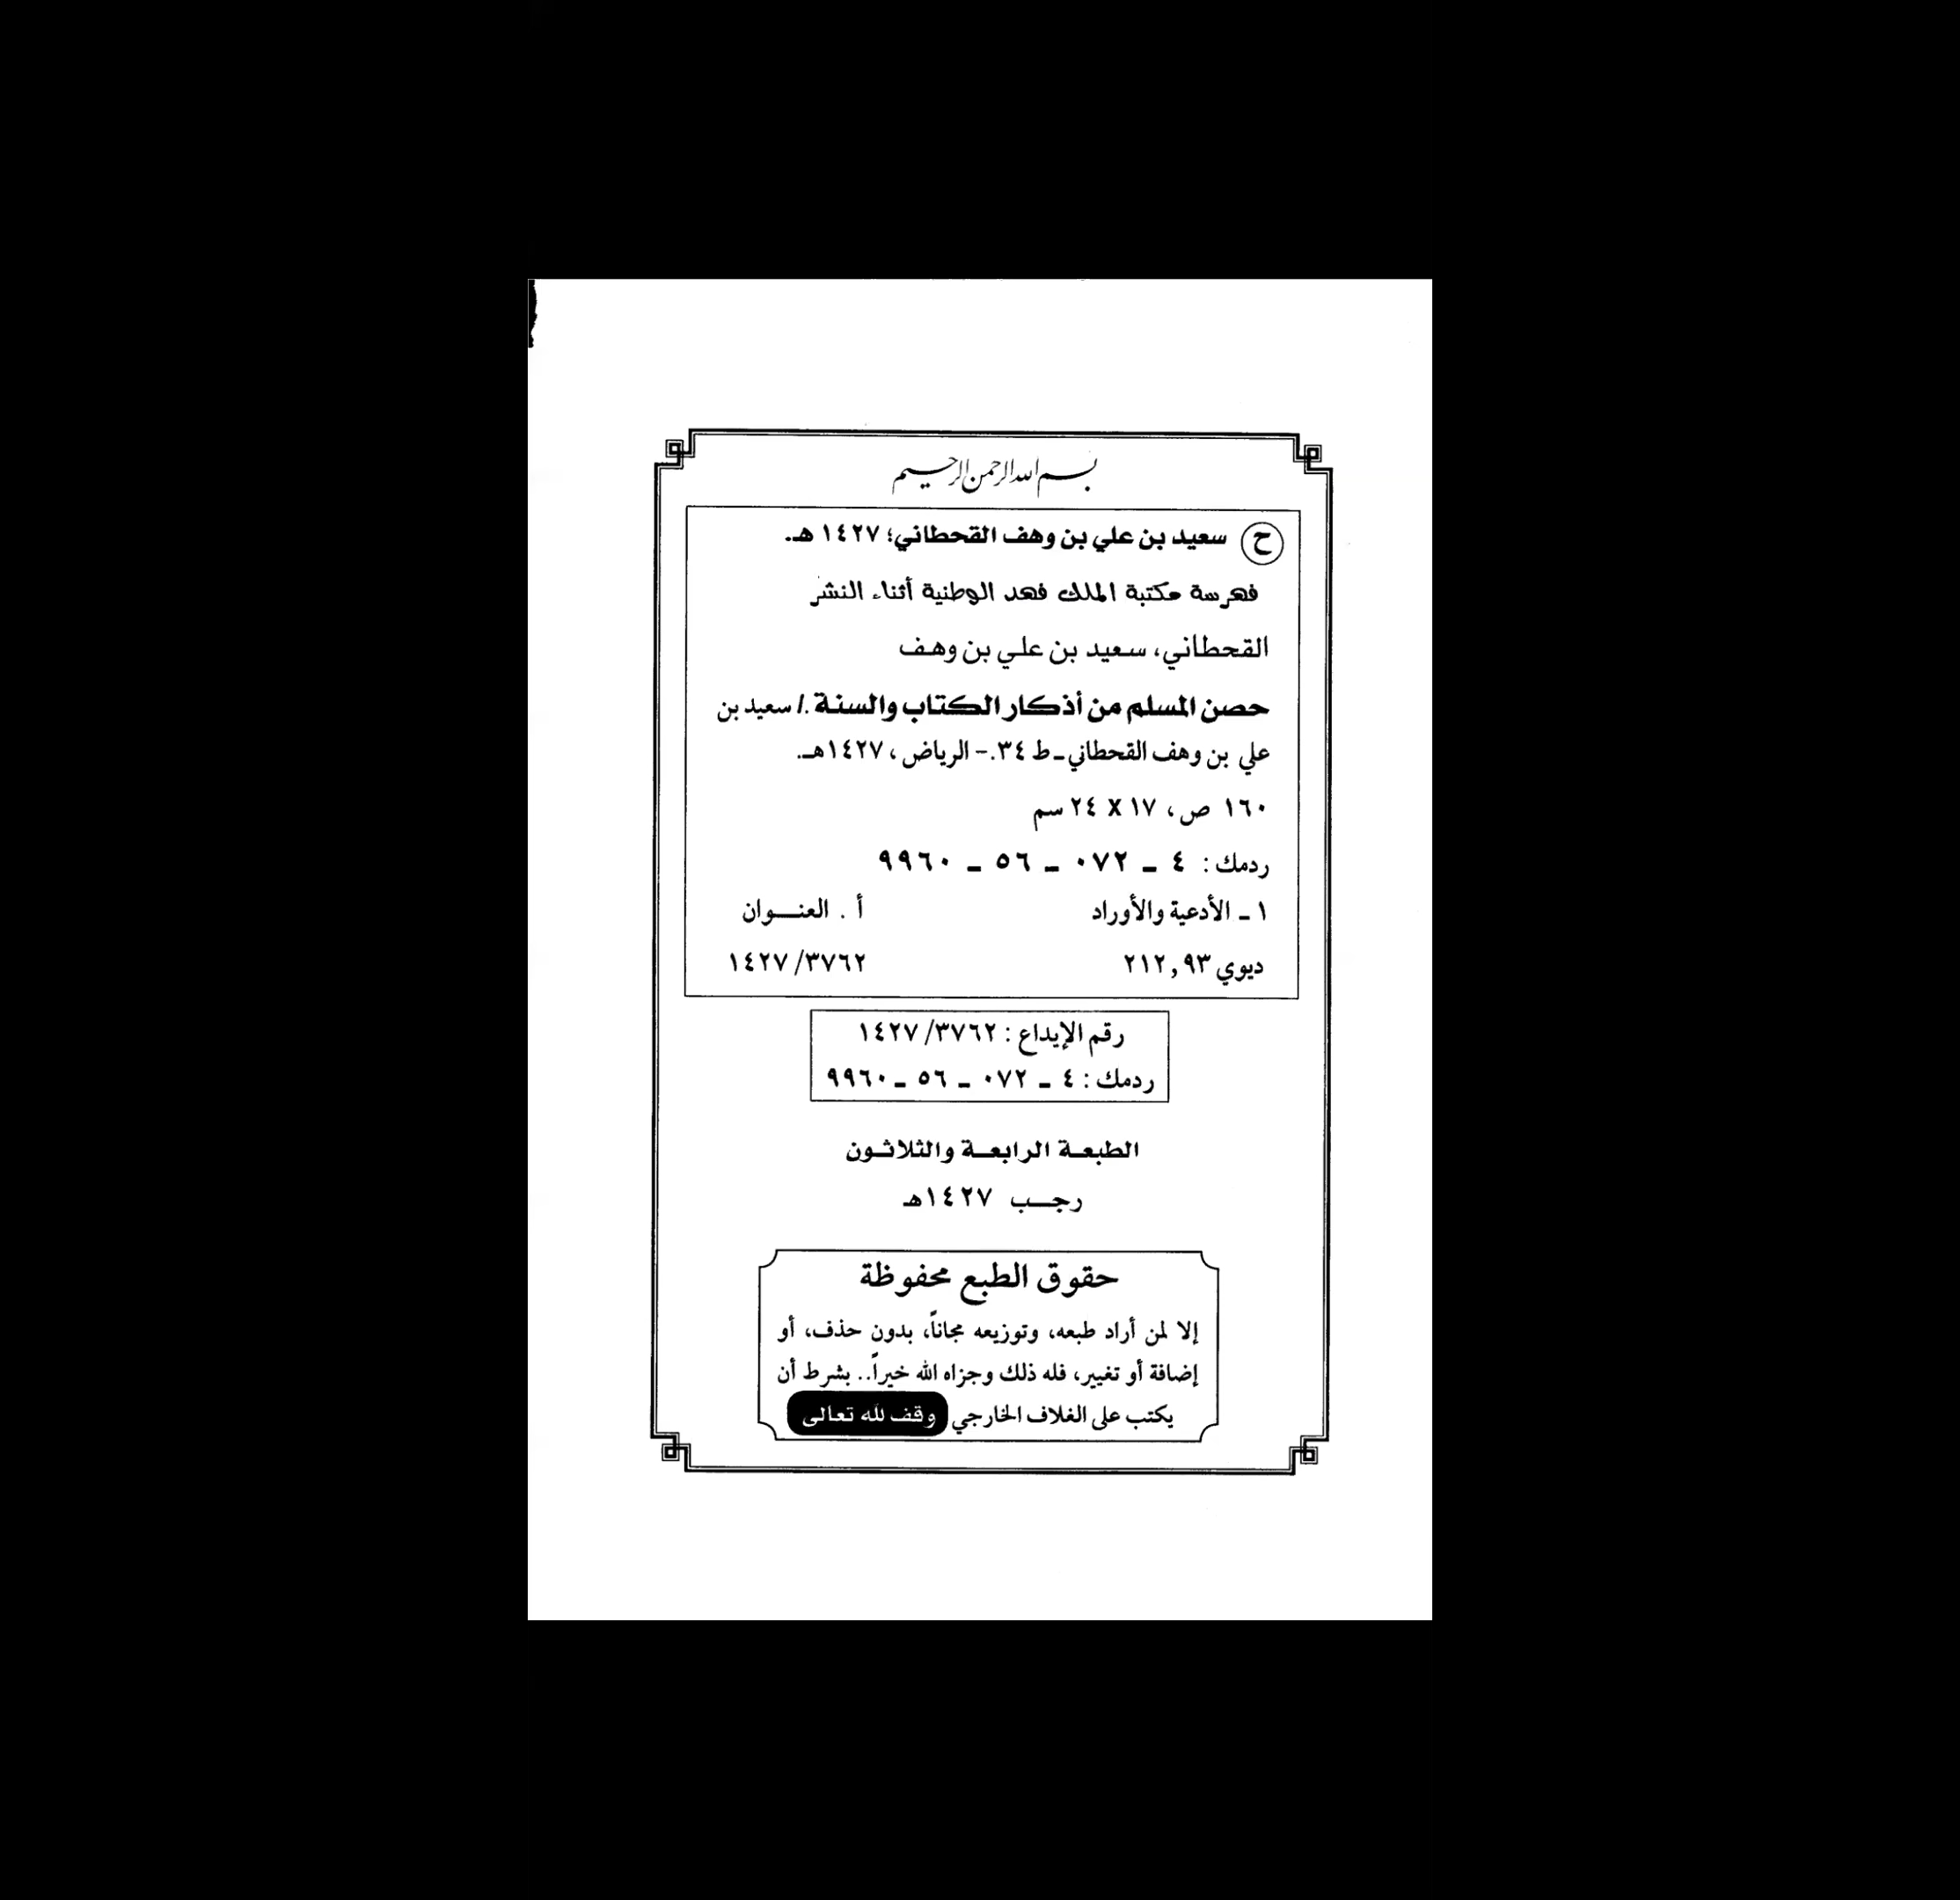 بسم الله الرحمن الرحيم
ح سعيد بن علي بن وهف القحطاني؛ ١٤٢٧ هـ.
فهرسة مكتبة الملك فهد الوطنية أثناء النشر
القحطاني، سعيد بن علي بن وهف
حصن المسلم من أذكار الكتاب والسنة ./ سعيد بن
علي بن وهف القحطاني ـ ط ٣٤ .- الرياض، ١٤٢٧هـ.
١٦٠ ص، ١٧ X ٢٤ سم
ردمك: ٤ ـ ٠٧٢ ـ ٥٦ ـ ٩٩٦٠
١ ـ الأدعية والأوراد أ . العنـــوان
ديوي ٢١٢,٩٣ ١٤٢٧/٣٧٦٢
رقم الإيداع : ١٤٢٧/٣٧٦٢
ردمك : ٤ ـ ٠٧٢ ـ ٥٦ ـ ٩٩٦٠
الطبعـة الرابعـة والثلاثـون
رجـــب ١٤٢٧هـ
حقوق الطبع محفوظة
إلا لمن أراد طبعه، وتوزيعه مجاناً، بدون حذف، أو
إضافة أو تغيير، فله ذلك وجزاه الله خيراً.. بشرط أن
يكتب على الغلاف الخارجي وقف لله تعالى